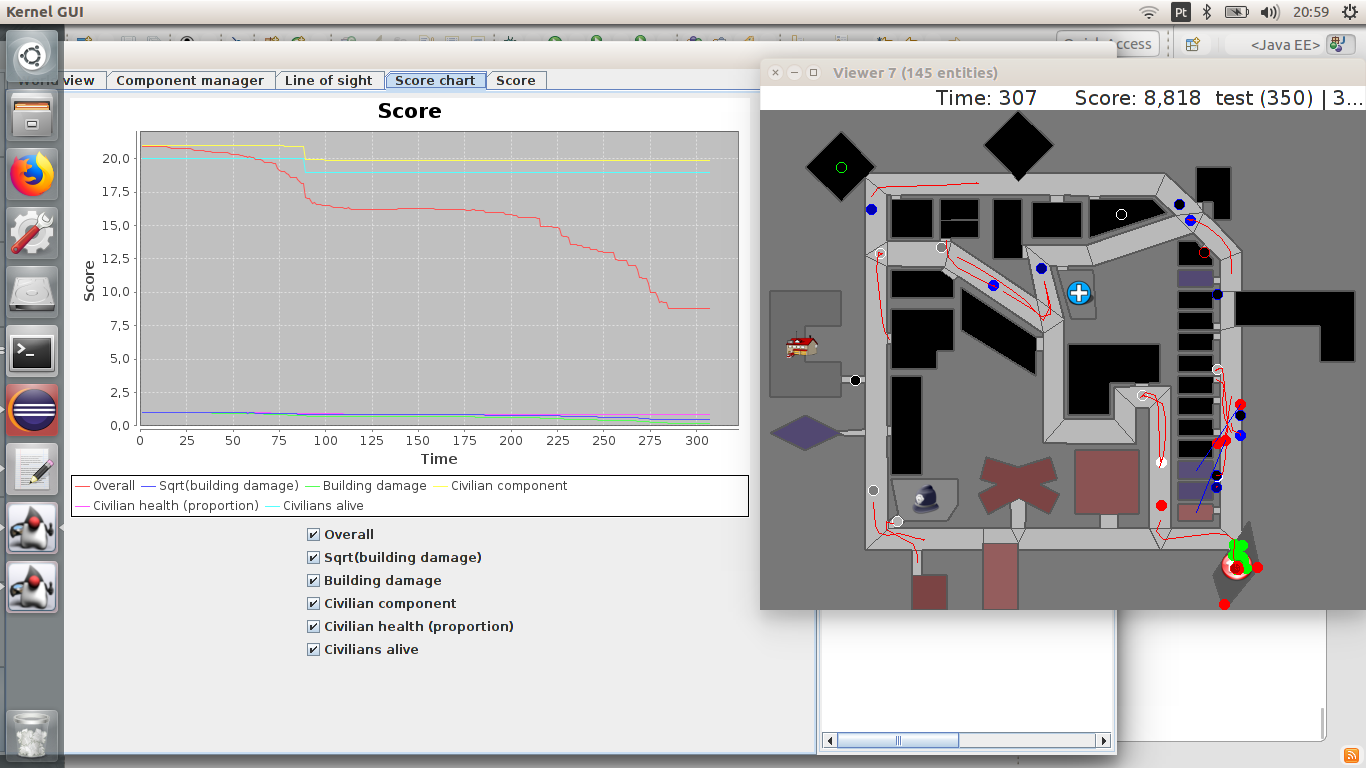 Kernel GUI
Pt
20:59
Access
<Java EE>
view
Component manager
Line of sight
Score chart
Score
Score
Score
20,0
17,5
15,0
12,5
10,0
7,5
5,0
2,5
0,0
0 25 50 75 100 125 150 175 200 225 250 275 300
Time
Overall Sqrt(building damage) Building damage Civilian component
Civilian health (proportion) Civilians alive
Overall
Sqrt(building damage)
Building damage
Civilian component
Civilian health (proportion)
Civilians alive
Viewer 7 (145 entities)
Time: 307 Score: 8,818 test (350) | 3...